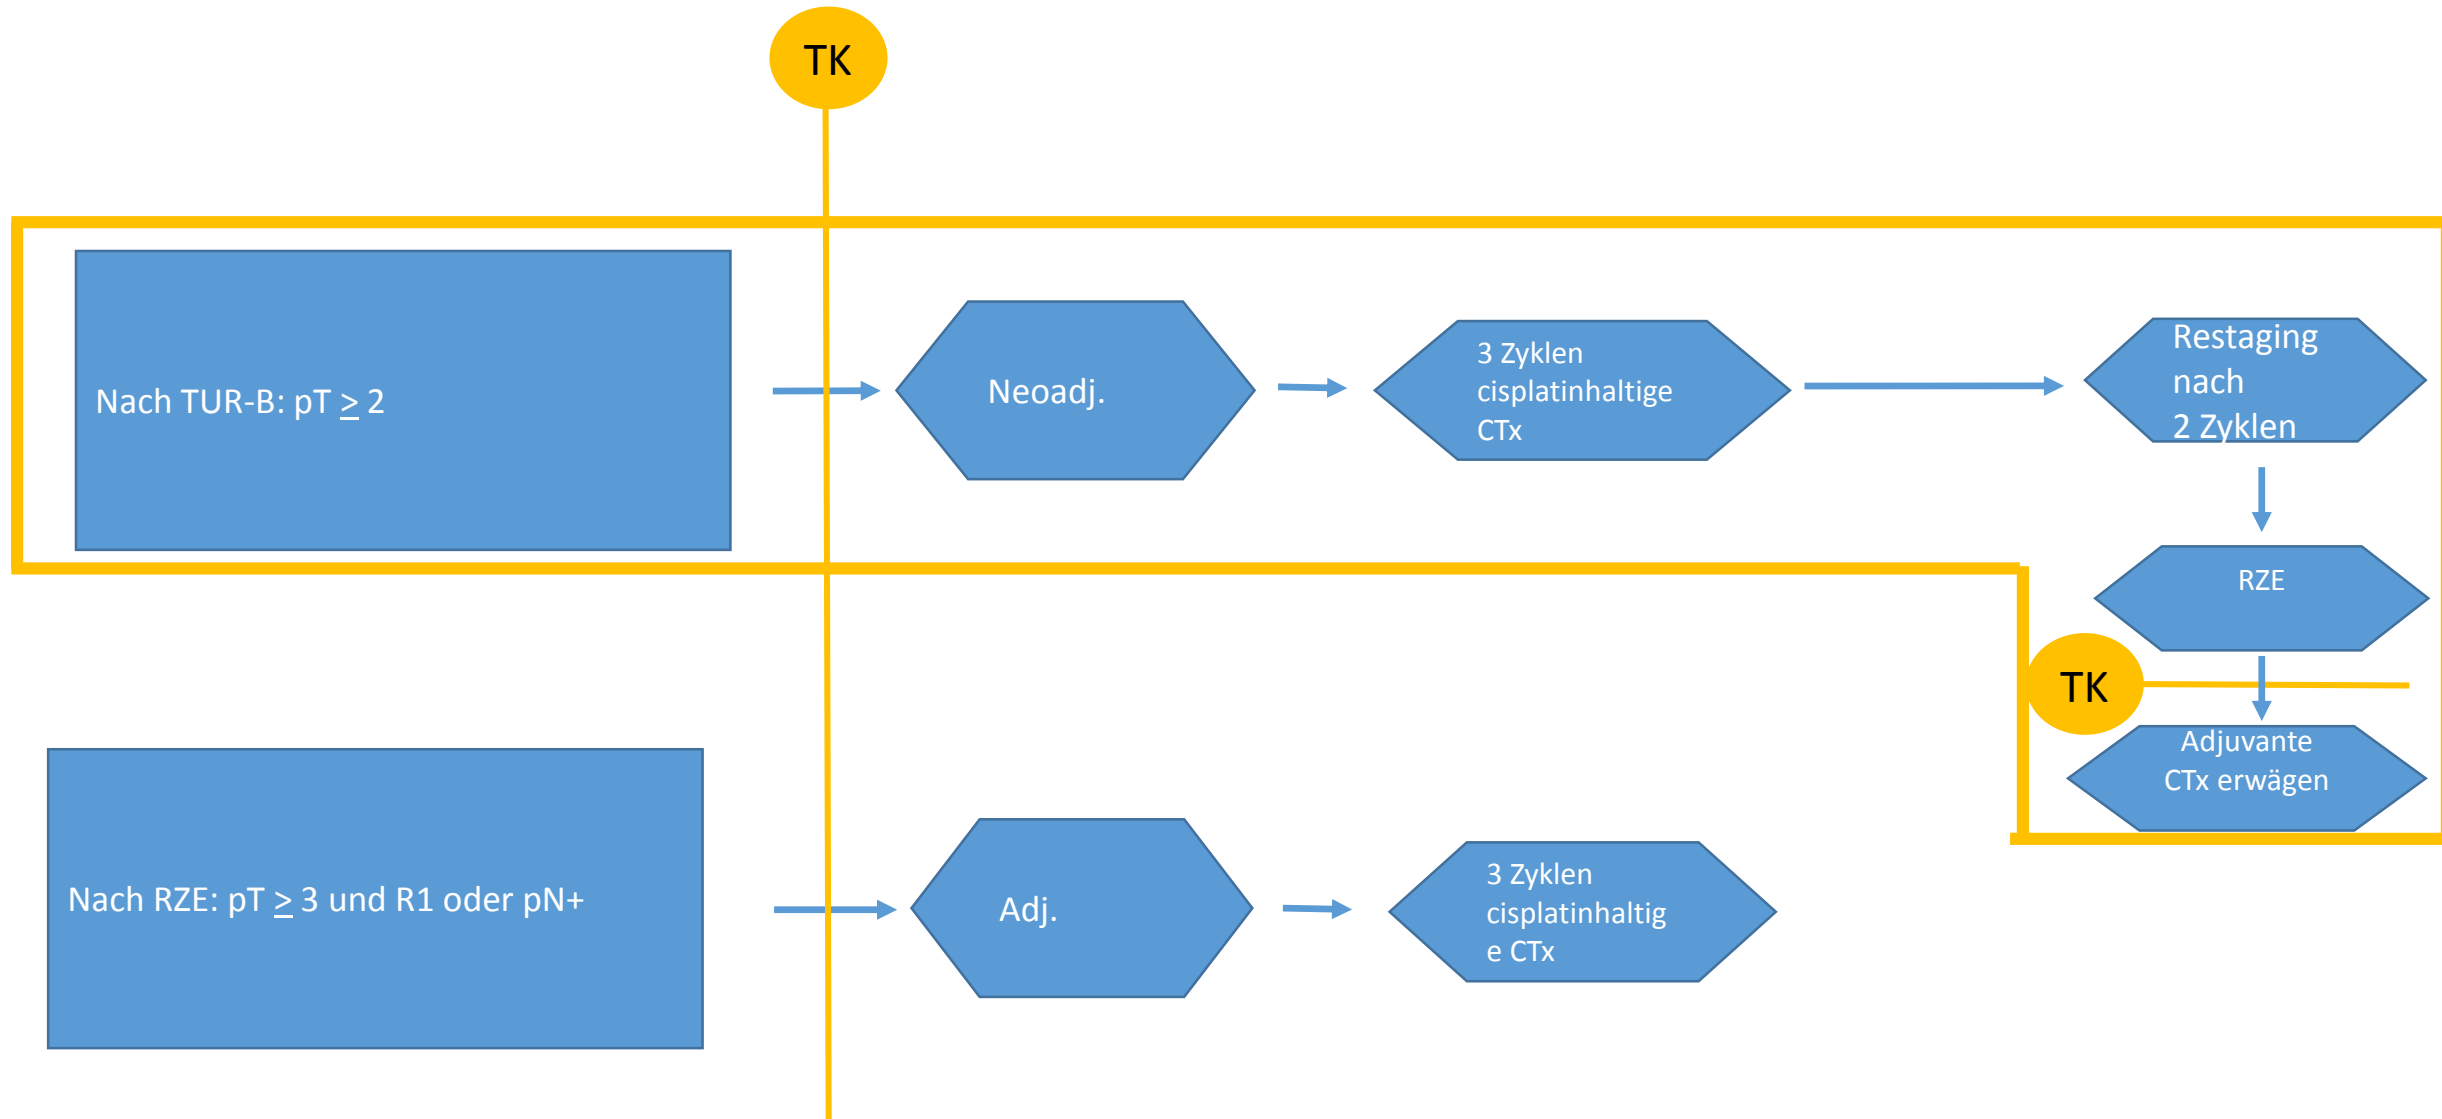 TK
Nach TUR-B: pT ≥ 2
Neoadj.
3 Zyklen
cisplatinhaltige
CTx
Restaging
nach
2 Zyklen
RZE
TK
Adjuvante
CTx erwägen
Nach RZE: pT ≥ 3 und R1 oder pN+
Adj.
3 Zyklen
cisplatinhaltig
e CTx